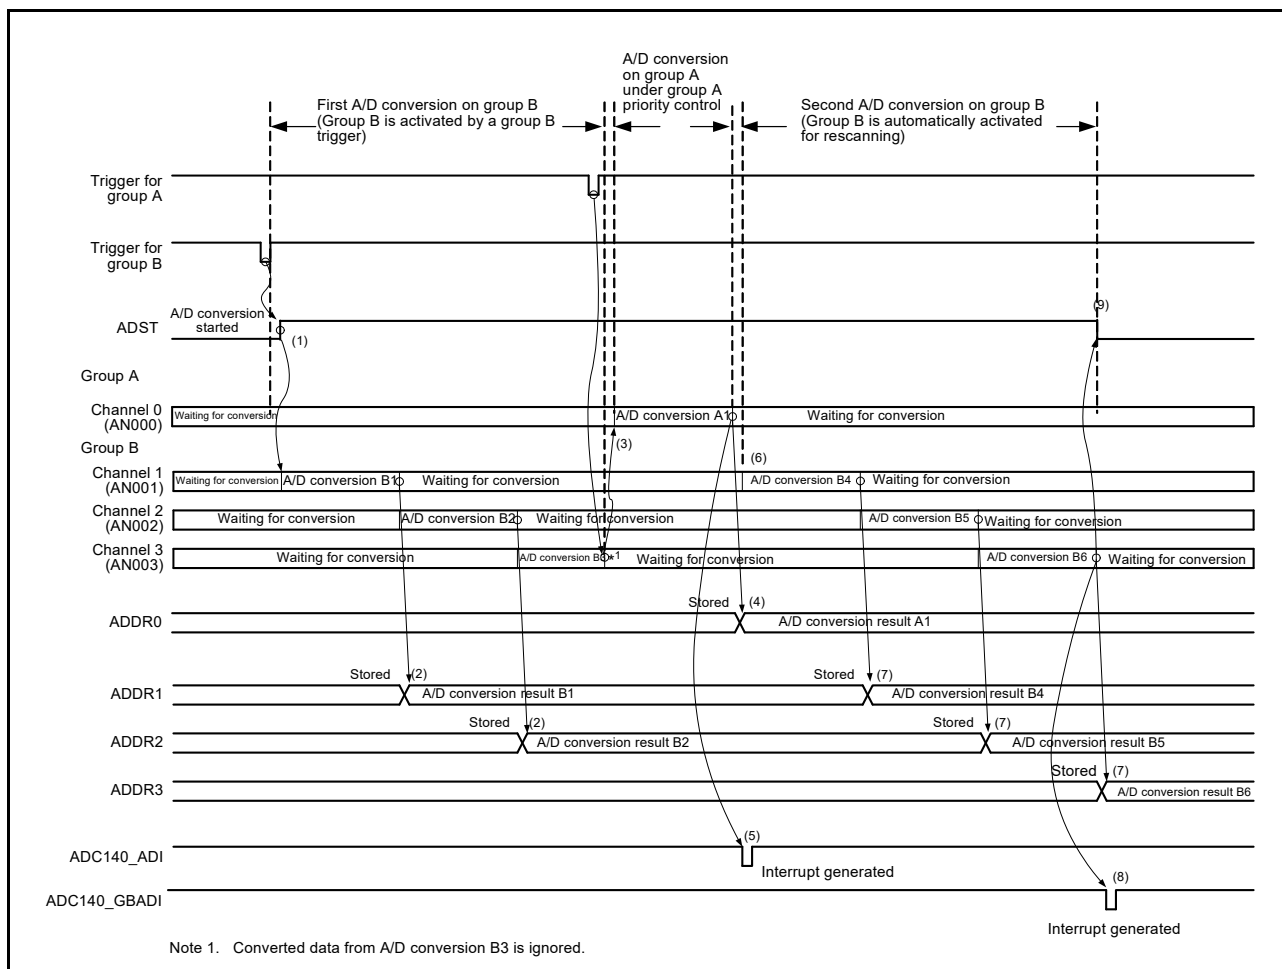 A/D conversion
on group A
under group A
priority control
First A/D conversion on group B
(Group B is activated by a group B
trigger)
Second A/D conversion on group B
(Group B is automatically activated
for rescanning)
Trigger for
group A
Trigger for
group B
A/D conversion
started
ADST
(1)
(9)
Group A
Channel 0
(AN000)
Waiting for conversion
A/D conversion A1
Waiting for conversion
(3)
Group B
(6)
Channel 1
(AN001)
Waiting for conversion
A/D conversion B1
Waiting for conversion
A/D conversion B4
Waiting for conversion
Channel 2
(AN002)
Waiting for conversion
A/D conversion B2
Waiting for conversion
A/D conversion B5
Waiting for conversion
Channel 3
(AN003)
Waiting for conversion
A/D conversion B3
*1
Waiting for conversion
A/D conversion B6
Waiting for conversion
ADDR0
Stored
(4)
A/D conversion result A1
ADDR1
Stored
(2)
A/D conversion result B1
Stored
(7)
A/D conversion result B4
ADDR2
Stored
(2)
A/D conversion result B2
Stored
(7)
A/D conversion result B5
ADDR3
Stored
(7)
A/D conversion result B6
ADC140_ADI
(5)
Interrupt generated
ADC140_GBADI
(8)
Interrupt generated
Note 1. Converted data from A/D conversion B3 is ignored.